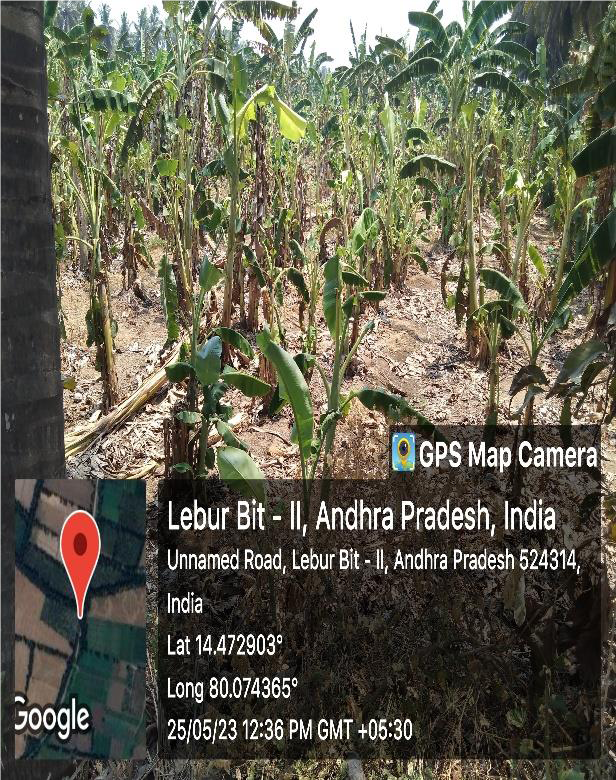 GPS Map Camera
Lebur Bit - II, Andhra Pradesh, India
Unnamed Road, Lebur Bit - II, Andhra Pradesh 524314,
India
Lat 14.472903°
Long 80.074365°
25/05/23 12:36 PM GMT +05:30
Google